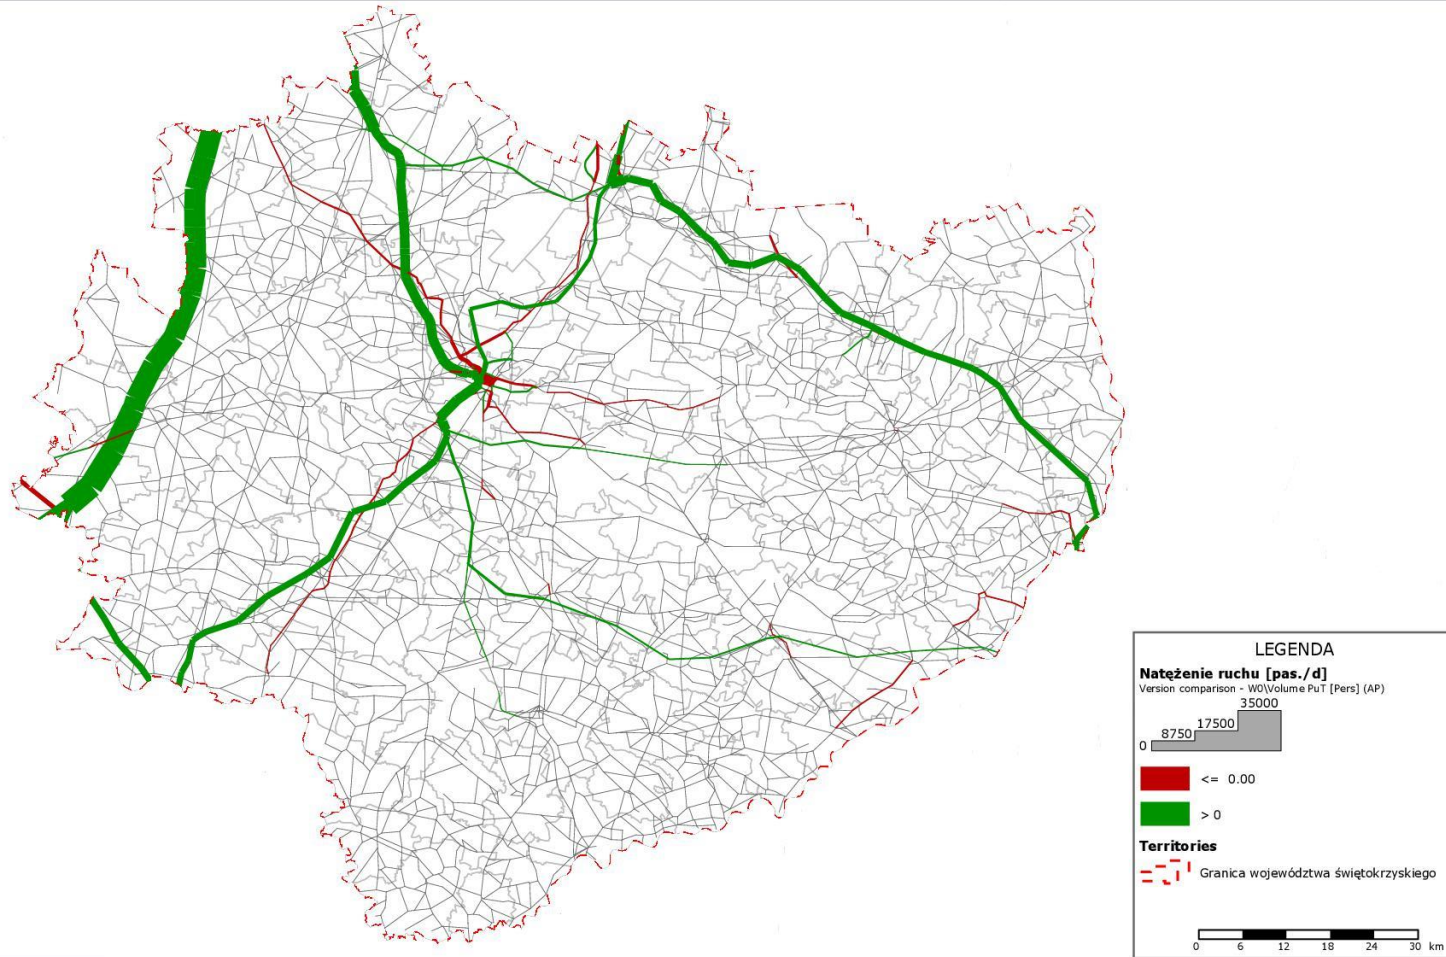 LEGENDA
Natężenie ruchu [pas./d]
Version comparison - W0\Volume PuT [Pers] (AP)
35000
17500
8750
0
<= 0.00
> 0
Territories
Granica województwa świętokrzyskiego
0 6 12 18 24 30 km